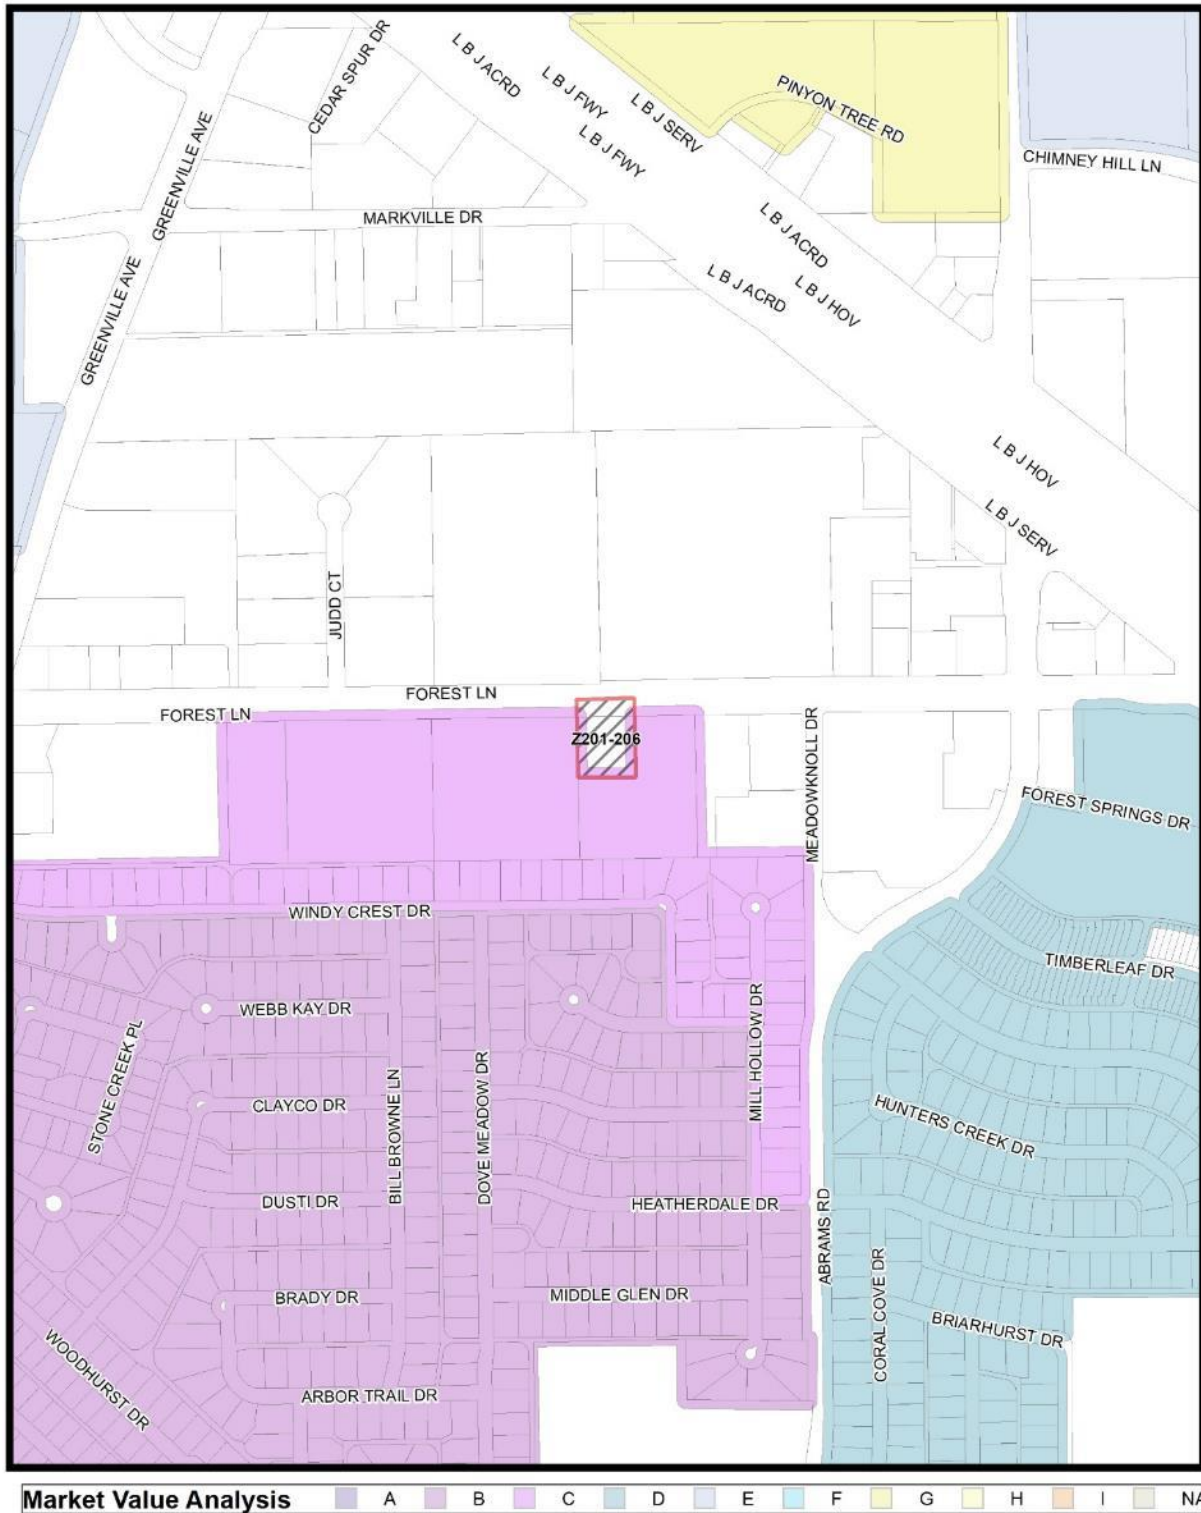 CEDAR SPUR DR
L B J ACRD
L B J FWY
L B J SERV
PINYON TREE RD
L B J FWY
CHIMNEY HILL LN
GREENVILLE AVE
MARKVILLE DR
L B J ACRD
L B J ACRD
L B J HOV
GREENVILLE AVE
L B J HOV
L B J SERV
JUDD CT
FOREST LN
FOREST LN
Z201-206
MEADOWKNOLL DR
FOREST SPRINGS DR
WINDY CREST DR
TIMBERLEAF DR
WEBB KAY DR
STONE CREEK PL
MILL HOLLOW DR
CLAYCO DR
BILL BROWNE LN
DOVE MEADOW DR
HUNTERS CREEK DR
DUSTI DR
HEATHERDALE DR
ABRAMS RD
BRADY DR
MIDDLE GLEN DR
CORAL COVE DR
BRIARHURST DR
WOODHURST DR
ARBOR TRAIL DR
Market Value Analysis A B C D E F G H I NA